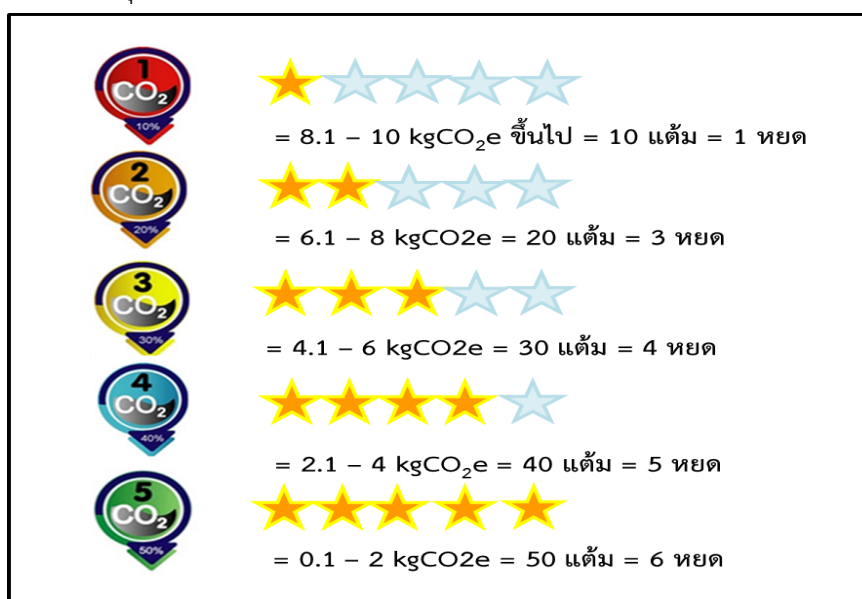 1
CO₂
10%
= 8.1 – 10 kgCO₂e ขึ้นไป = 10 แต้ม = 1 หยด
2
CO₂
20%
= 6.1 – 8 kgCO2e = 20 แต้ม = 3 หยด
3
CO₂
30%
= 4.1 – 6 kgCO2e = 30 แต้ม = 4 หยด
4
CO₂
40%
= 2.1 – 4 kgCO₂e = 40 แต้ม = 5 หยด
5
CO₂
50%
= 0.1 – 2 kgCO2e = 50 แต้ม = 6 หยด